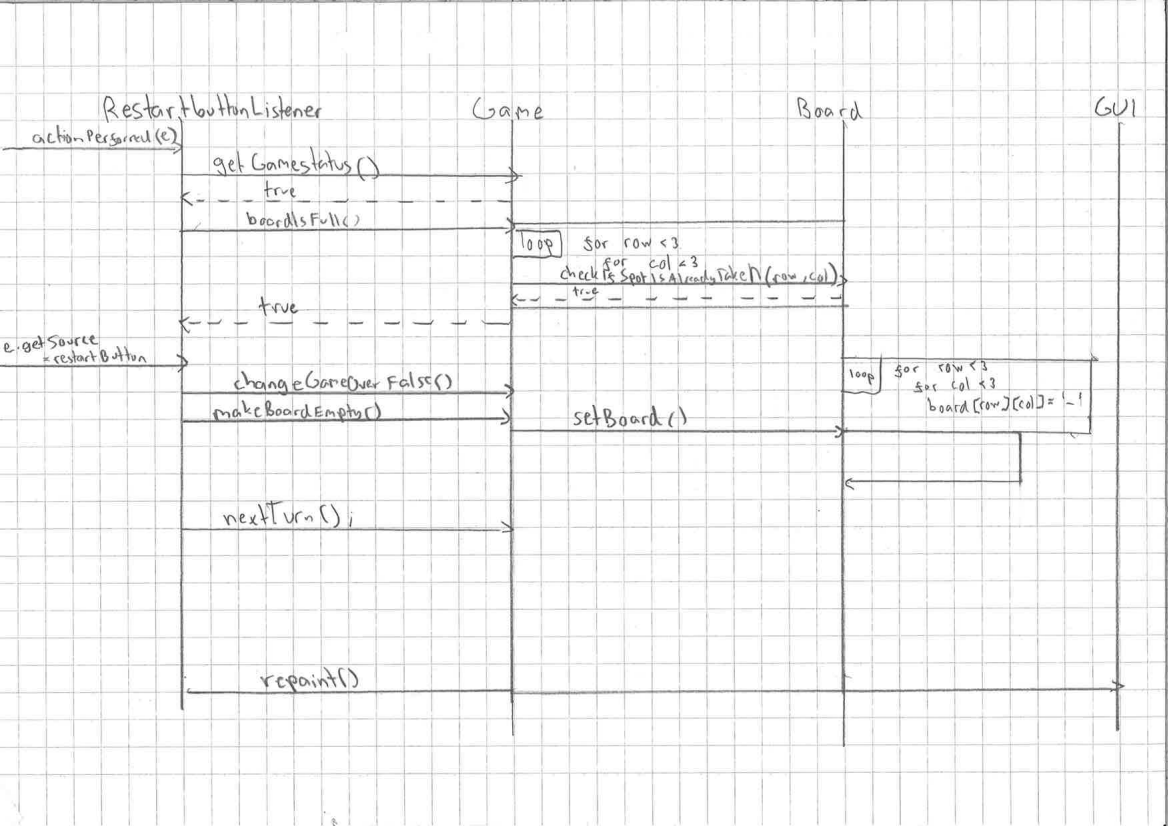 RestartbuttonListener
Game
Board
GUI
actionPerformed(e)
getGamestatus()
true
boardIsFull()
loop
for row <3
for col <3
checkIfSpotIsAlreadyTaken(row,col)
true
true
e.getSource
=restartButton
changeGameOverFalse()
makeBoardEmpty()
setBoard()
loop
for row <3
for col <3
board[row][col]='_'
nextTurn();
repaint()